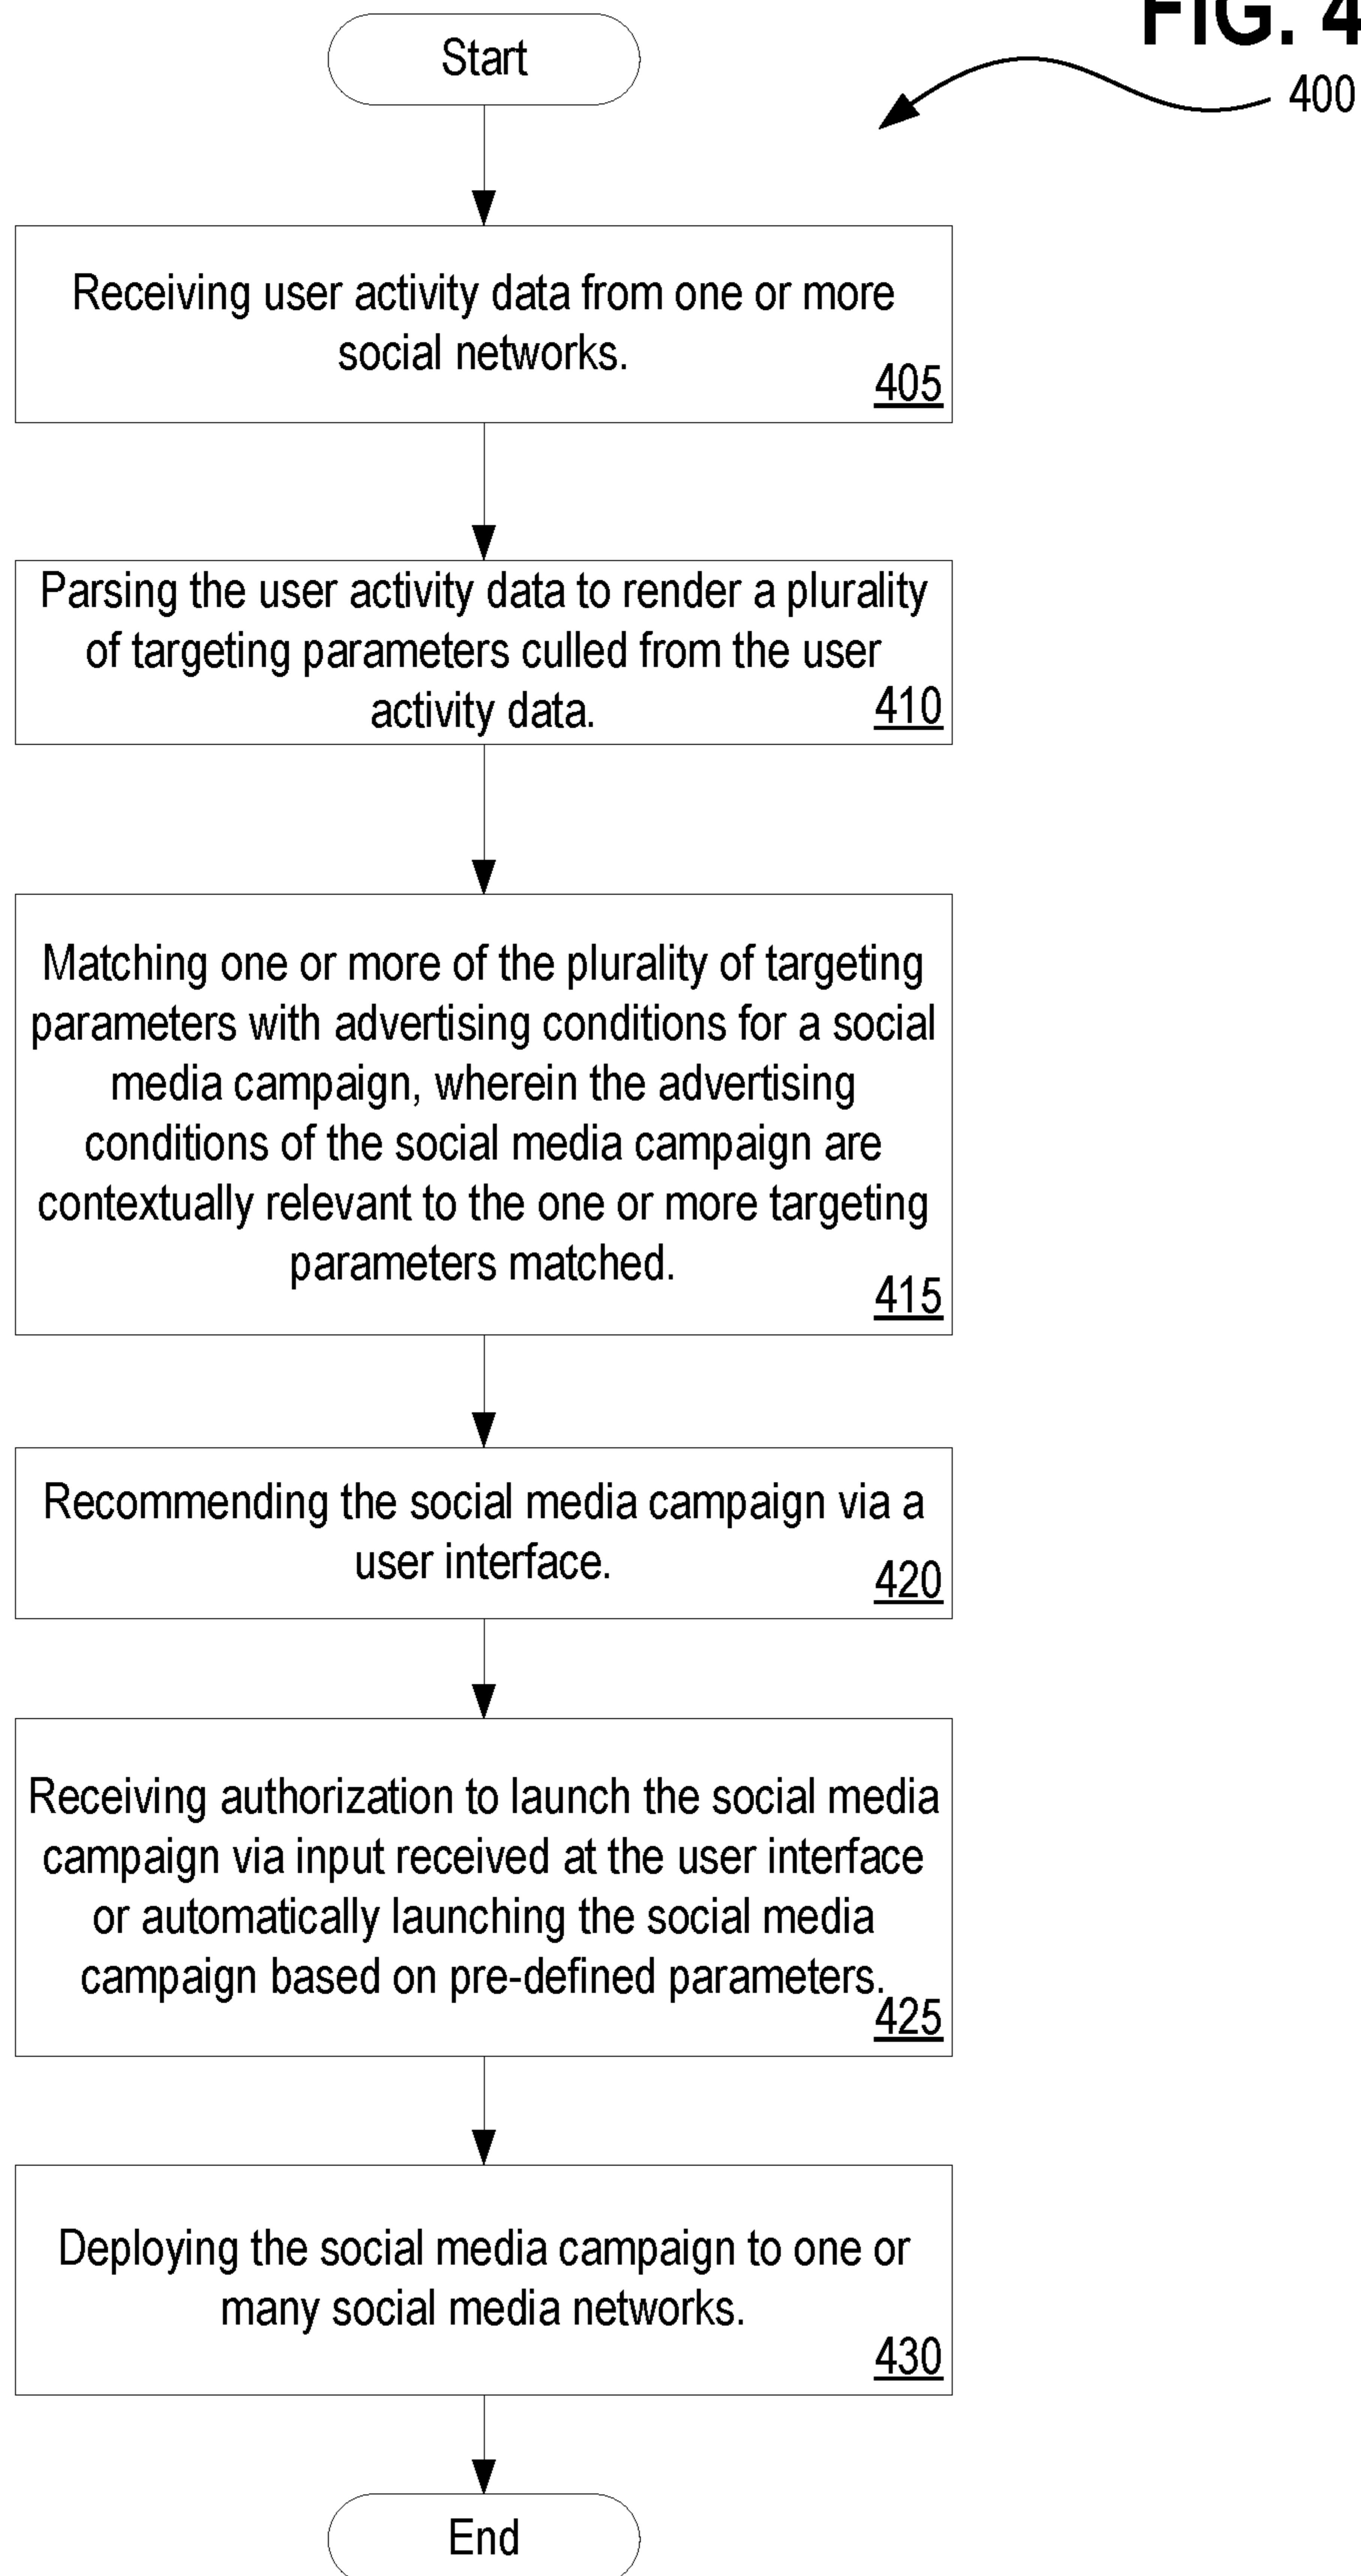 FIG. 4
400
Start
Receiving user activity data from one or more
social networks.
405
Parsing the user activity data to render a plurality
of targeting parameters culled from the user
activity data.
410
Matching one or more of the plurality of targeting
parameters with advertising conditions for a social
media campaign, wherein the advertising
conditions of the social media campaign are
contextually relevant to the one or more targeting
parameters matched.
415
Recommending the social media campaign via a
user interface.
420
Receiving authorization to launch the social media
campaign via input received at the user interface
or automatically launching the social media
campaign based on pre-defined parameters.
425
Deploying the social media campaign to one or
many social media networks.
430
End